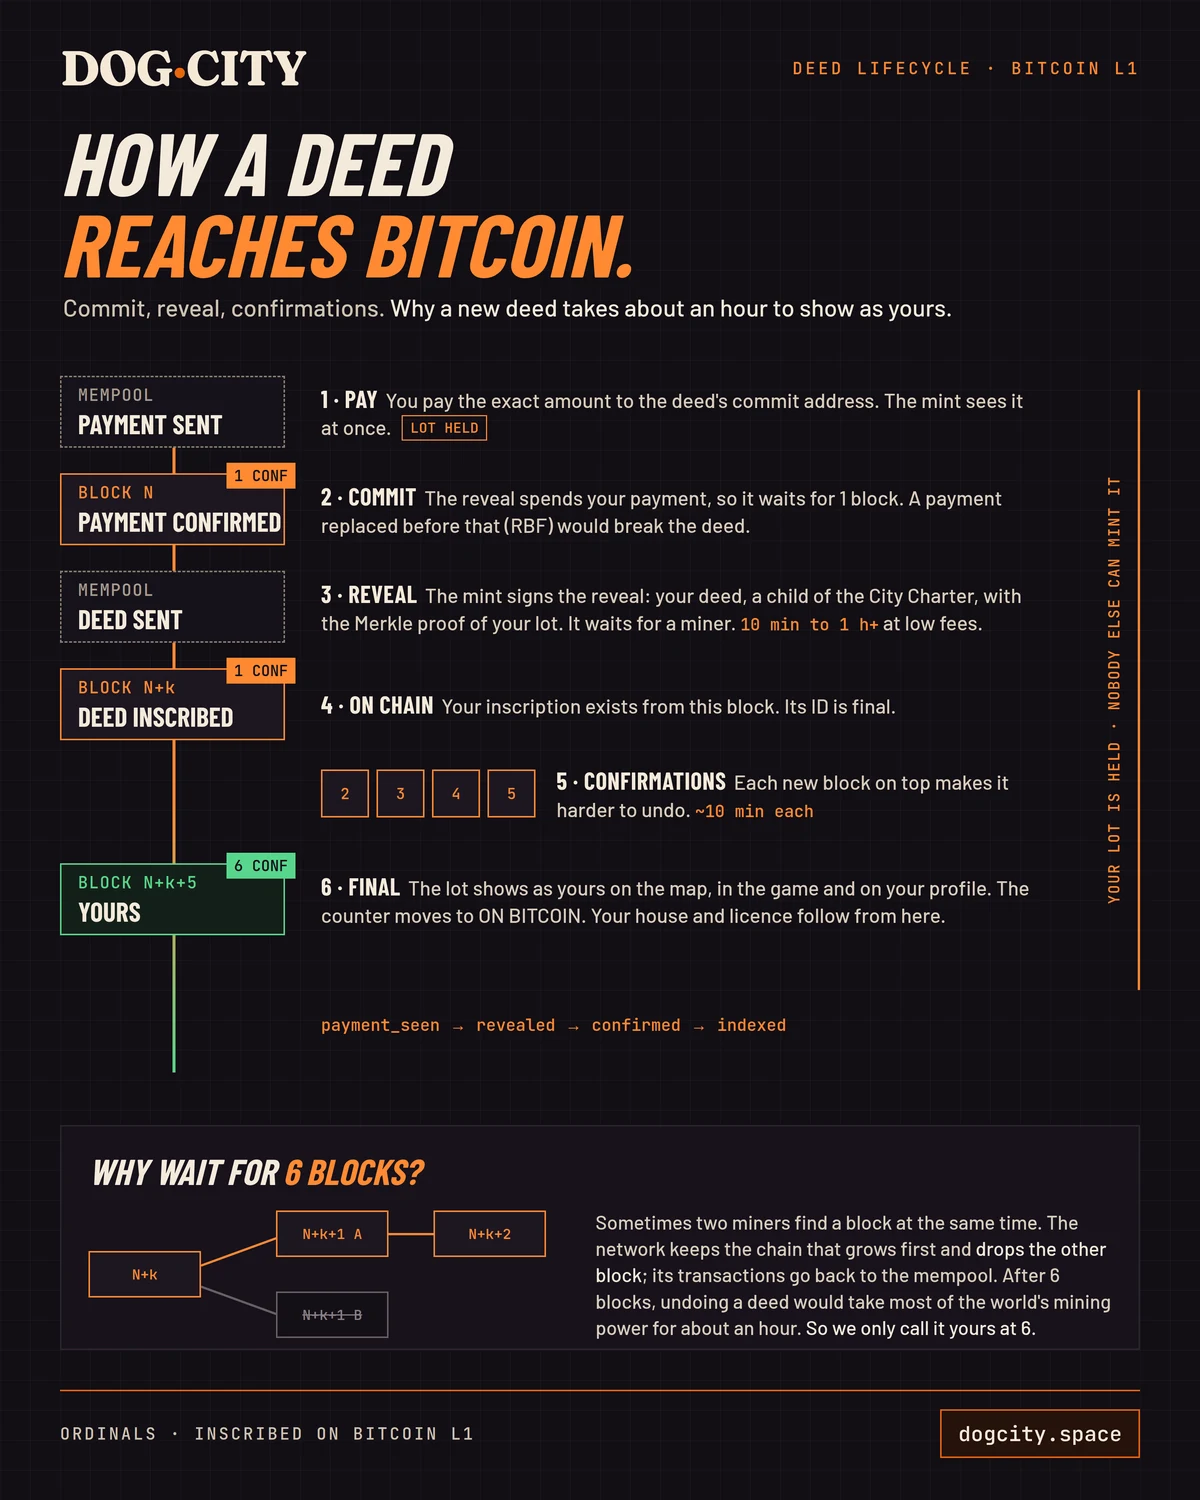 DOG·CITY
DEED LIFECYCLE · BITCOIN L1
HOW A DEED
REACHES BITCOIN.
Commit, reveal, confirmations. Why a new deed takes about an hour to show as yours.
MEMPOOL
PAYMENT SENT
1 · PAY You pay the exact amount to the deed's commit address. The mint sees it
at once. LOT HELD
1 CONF
BLOCK N
PAYMENT CONFIRMED
2 · COMMIT The reveal spends your payment, so it waits for 1 block. A payment
replaced before that (RBF) would break the deed.
MEMPOOL
DEED SENT
3 · REVEAL The mint signs the reveal: your deed, a child of the City Charter, with
the Merkle proof of your lot. It waits for a miner. 10 min to 1 h+ at low fees.
1 CONF
BLOCK N+k
DEED INSCRIBED
4 · ON CHAIN Your inscription exists from this block. Its ID is final.
2 3 4 5
5 · CONFIRMATIONS Each new block on top makes it
harder to undo. ~10 min each
6 CONF
BLOCK N+k+5
YOURS
6 · FINAL The lot shows as yours on the map, in the game and on your profile. The
counter moves to ON BITCOIN. Your house and licence follow from here.
YOUR LOT IS HELD · NOBODY ELSE CAN MINT IT
payment_seen → revealed → confirmed → indexed
WHY WAIT FOR 6 BLOCKS?
N+k
N+k+1 A
N+k+2
N+k+1 B
Sometimes two miners find a block at the same time. The
network keeps the chain that grows first and drops the other
block; its transactions go back to the mempool. After 6
blocks, undoing a deed would take most of the world's mining
power for about an hour. So we only call it yours at 6.
ORDINALS · INSCRIBED ON BITCOIN L1
dogcity.space